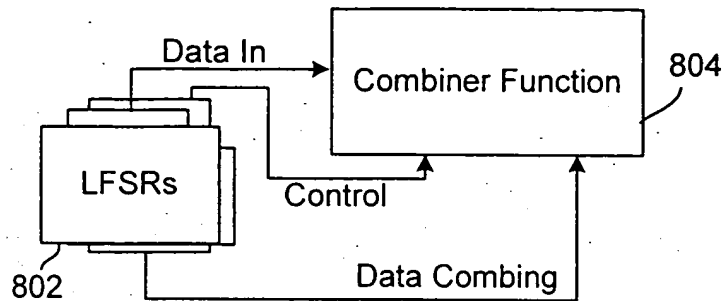 Data In
Combiner Function
804
LFSRs
Control
802
Data Combing